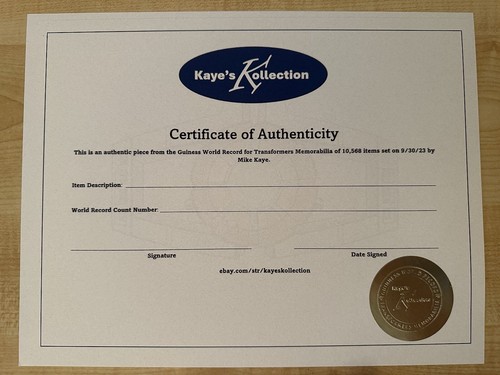 Kaye's Kollection
Certificate of Authenticity
This is an authentic piece from the Guiness World Record for Transformers Memorabilia of 10,568 items set on 9/30/23 by
Mike Kaye.
Item Description:
World Record Count Number:
Signature
Date Signed
ebay.com/str/kayeskollection
Kaye's
Kollection